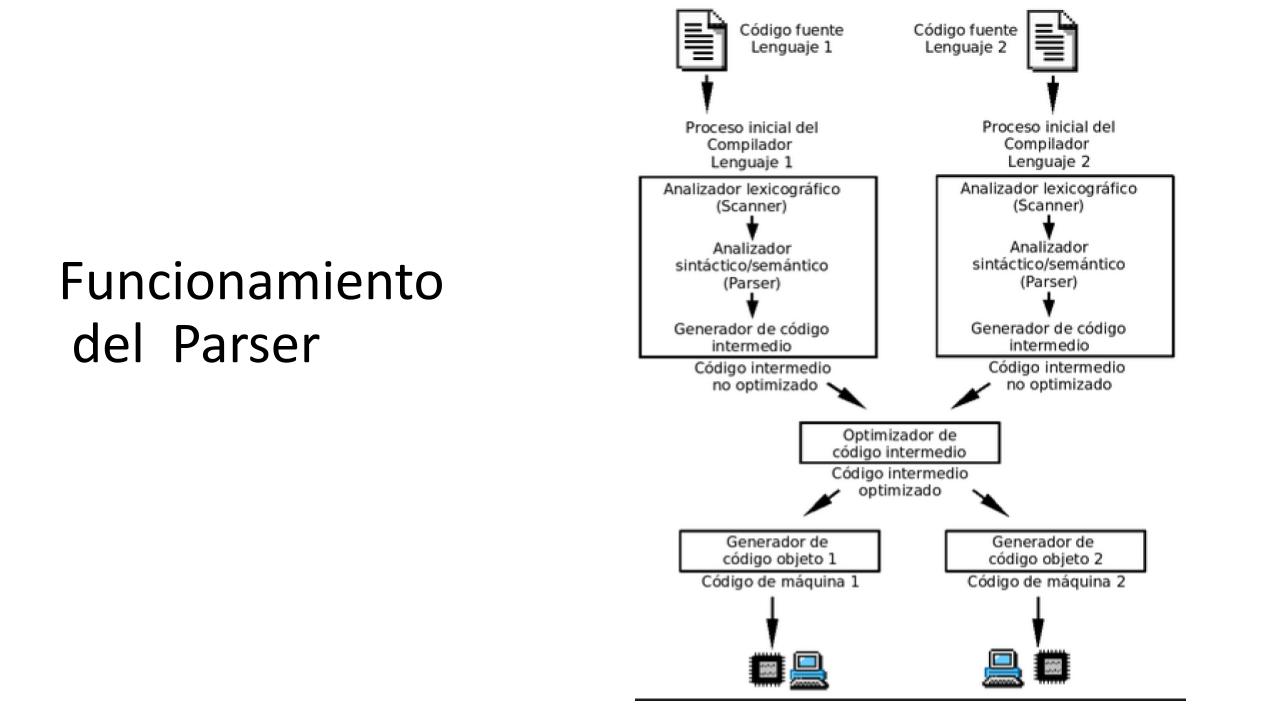 Funcionamiento
del Parser
Código fuente
Lenguaje 1
Código fuente
Lenguaje 2
Proceso inicial del
Compilador
Lenguaje 1
Proceso inicial del
Compilador
Lenguaje 2
Analizador lexicográfico
(Scanner)
Analizador
sintáctico/semántico
(Parser)
Generador de código
intermedio
Analizador lexicográfico
(Scanner)
Analizador
sintáctico/semántico
(Parser)
Generador de código
intermedio
Código intermedio
no optimizado
Código intermedio
no optimizado
Optimizador de
código intermedio
Código intermedio
optimizado
Generador de
código objeto 1
Generador de
código objeto 2
Código de máquina 1
Código de máquina 2